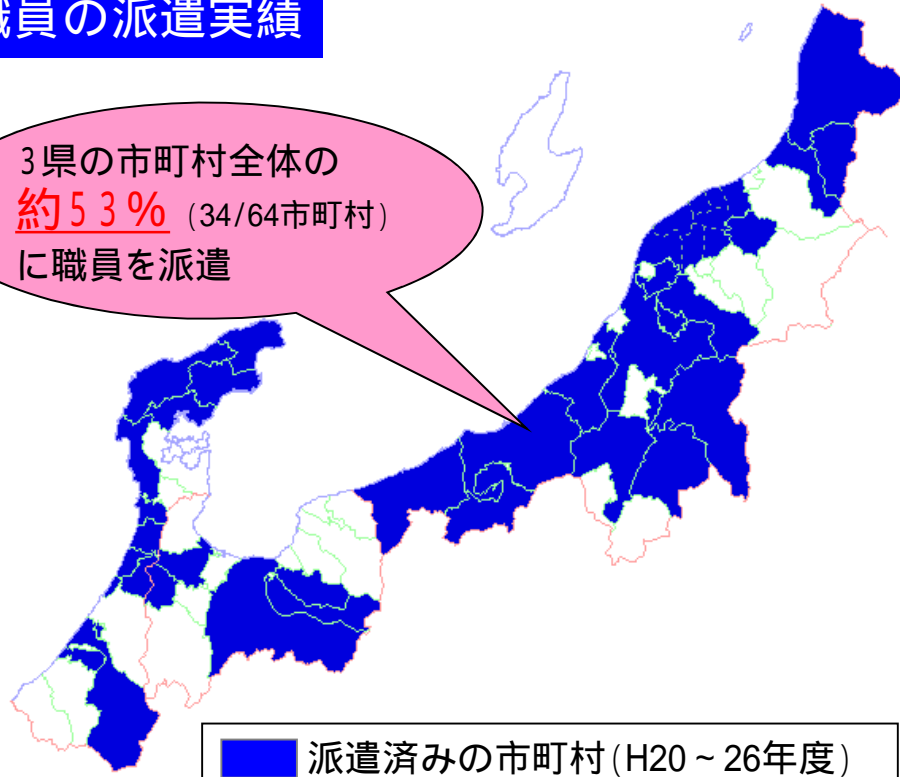 職員の派遣実績
3県の市町村全体の
約53% (34/64市町村)
に職員を派遣
派遣済みの市町村(H20~26年度)